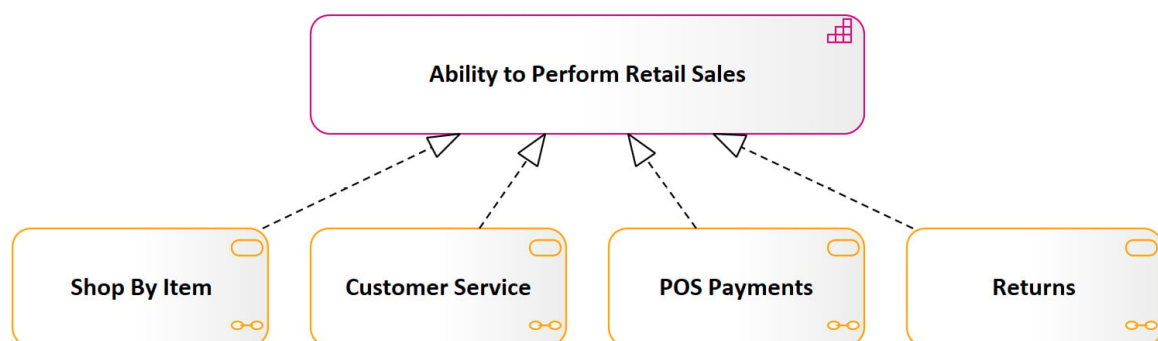 Ability to Perform Retail Sales
Shop By Item
Customer Service
POS Payments
Returns